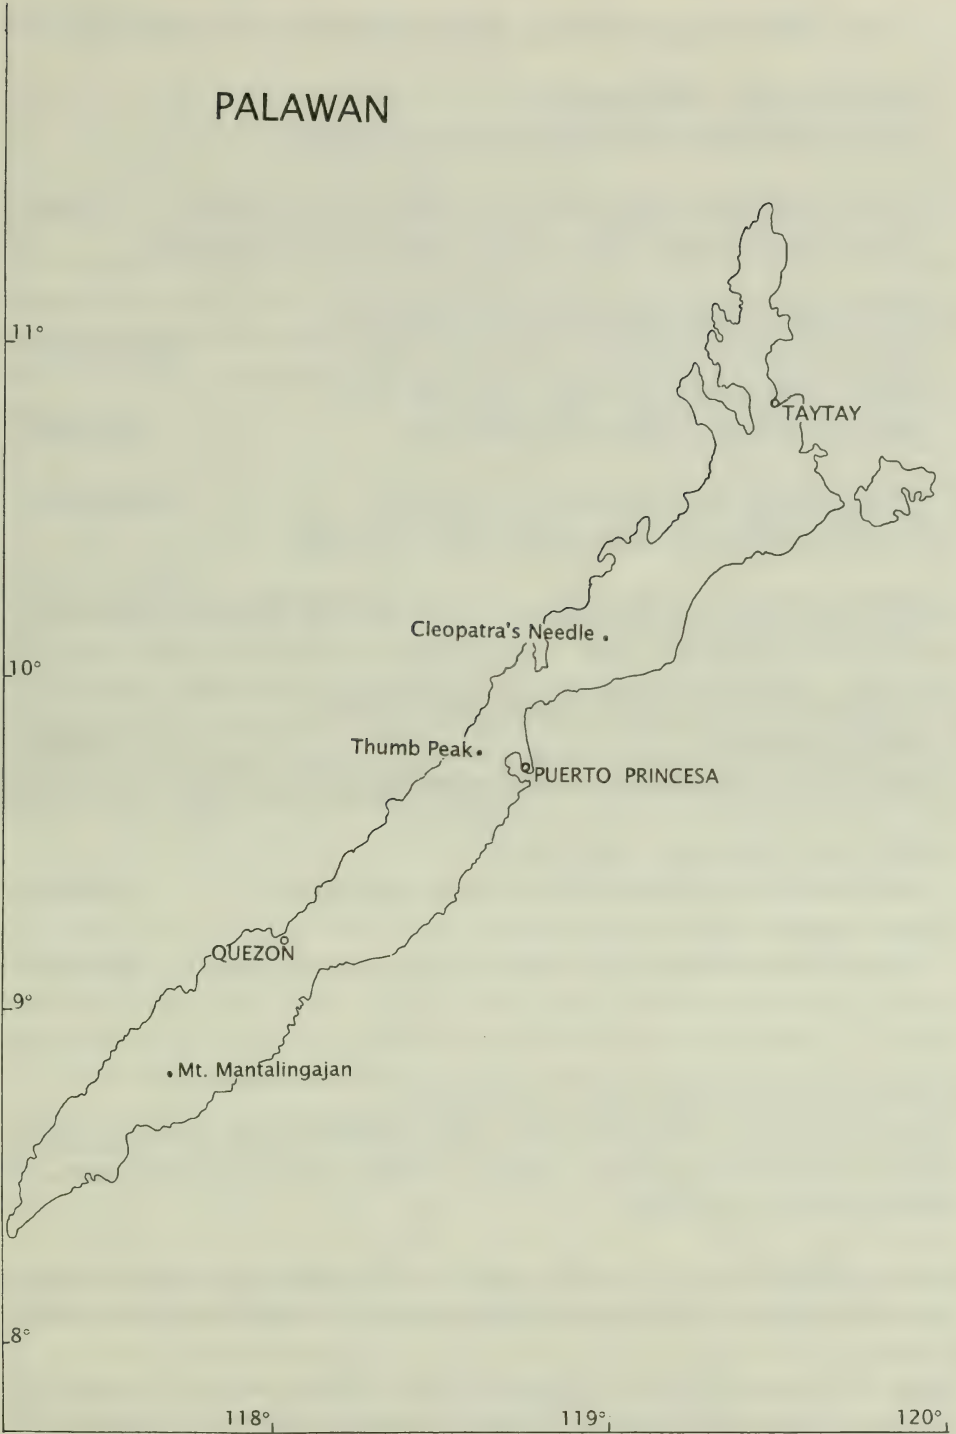 PALAWAN
11°
TAYTAY
Cleopatra's Needle
10°
Thumb Peak
PUERTO PRINCESA
QUEZON
9°
Mt. Mantalingajan
8°
118°
119°
120°